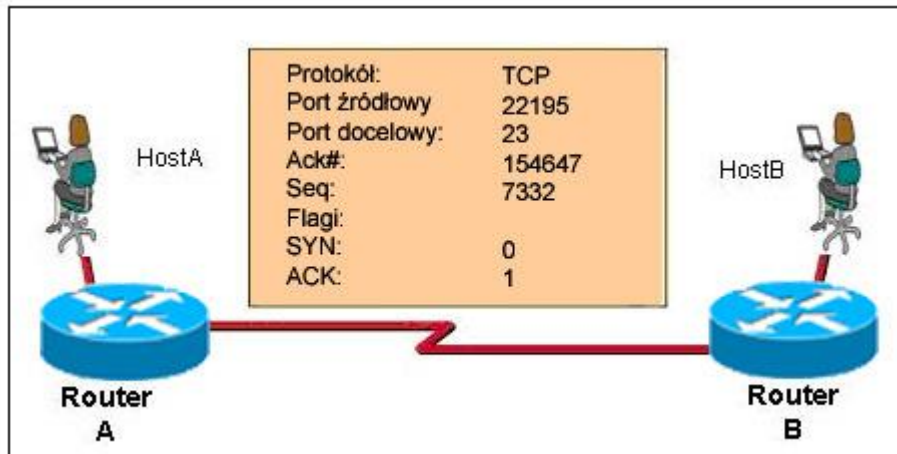 Protokół: TCP
Port źródłowy 22195
Port docelowy: 23
Ack#: 154647
Seq: 7332
Flagi:
SYN: 0
ACK: 1
HostA
HostB
Router
A
Router
B